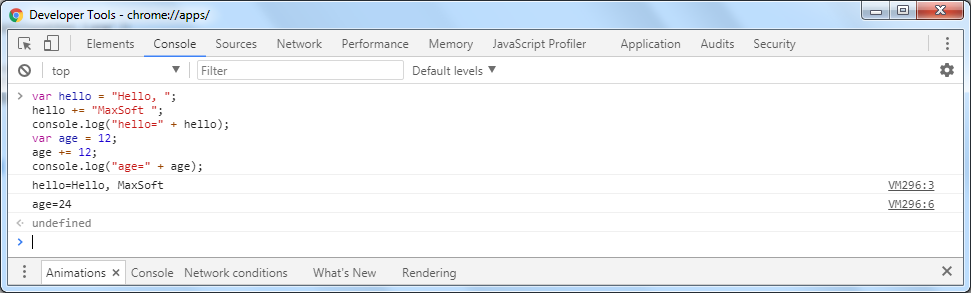 Developer Tools - chrome://apps/
Elements Console Sources Network Performance Memory JavaScript Profiler Application Audits Security
top Filter Default levels
var hello = "Hello, ";
hello += "MaxSoft ";
console.log("hello=" + hello);
var age = 12;
age += 12;
console.log("age=" + age);
hello=Hello, MaxSoft VM296:3
age=24 VM296:6
undefined
Animations Console Network conditions What's New Rendering